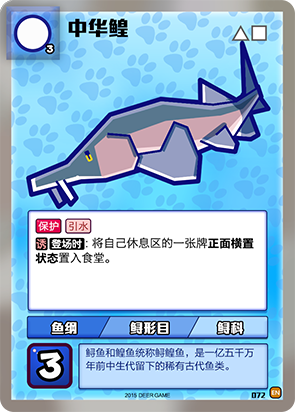 中华鳇
3
保护 引水
诱 登场时: 将自己休息区的一张牌正面横置
状态置入食堂。
鱼纲 鲟形目 鲟科
3
鲟鱼和鳇鱼统称鲟鳇鱼,是一亿五千万
年前中生代留下的稀有古代鱼类。
2015 DEER GAME
072 EN